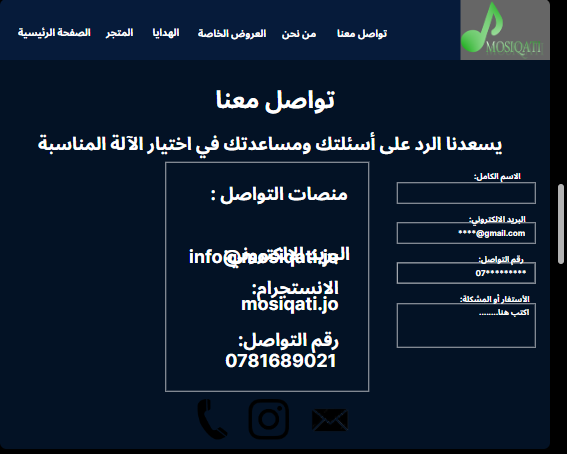 الصفحة الرئيسية
المتجر
الهدايا
العروض الخاصة
من نحن
تواصل معنا
MOSIQATI
تواصل معنا
يسعدنا الرد على أسئلتك ومساعدتك في اختيار الآلة المناسبة
منصات التواصل :
البريد الالكتروني:
info@mosiqati.jo
الانستجرام:
mosiqati.jo
رقم التواصل:
0781689021
الاسم الكامل:
البريد الالكتروني:
****@gmail.com
رقم التواصل:
07*********
الأستفار أو المشكلة:
اكتب هنا........